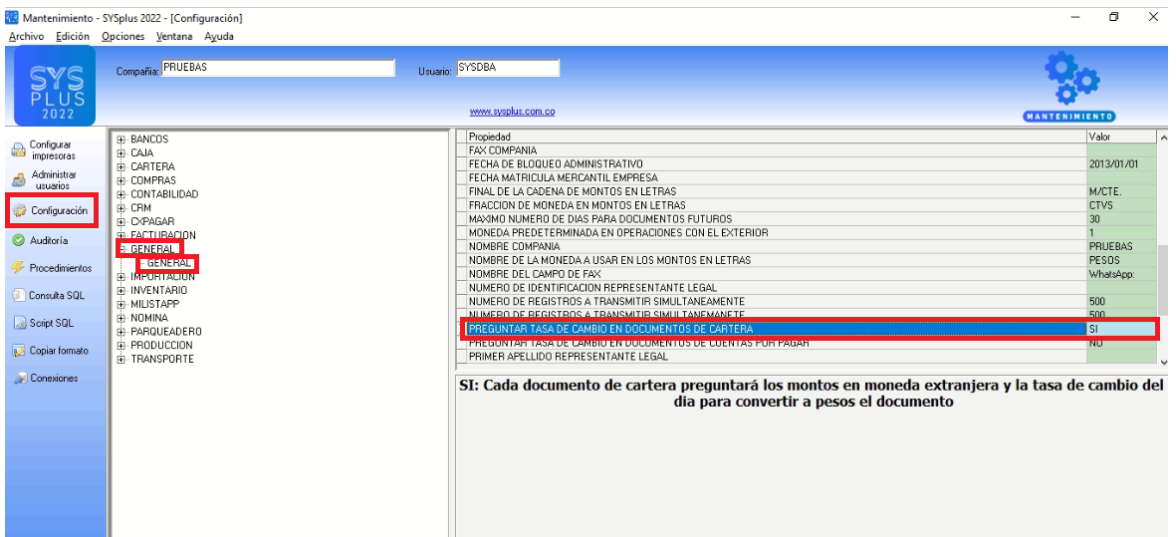 Mantenimiento - SYSplus 2022 - [Configuración]
Archivo Edición Opciones Ventana Ayuda
SYS
PLUS
2022
Compañia: PRUEBAS
Usuario: SYSDBA
www.sysplus.com.co
MANTENIMIENTO
Configurar
impresoras
Administrar
usuarios
Configuración
Auditoría
Procedimientos
Consulta SQL
Script SQL
Copiar formato
Conexiones
BANCOS
CAJA
CARTERA
COMPRAS
CONTABILIDAD
CRM
CXPAGAR
FACTURACION
GENERAL
GENERAL
IMPORTACION
INVENTARIO
MILISTAPP
NOMINA
PARQUEADERO
PRODUCCION
TRANSPORTE
Propiedad Valor
FAX COMPANIA
FECHA DE BLOQUEO ADMINISTRATIVO 2013/01/01
FECHA MATRICULA MERCANTIL EMPRESA
FINAL DE LA CADENA DE MONTOS EN LETRAS M/CTE.
FRACCION DE MONEDA EN MONTOS EN LETRAS CTVS
MAXIMO NUMERO DE DIAS PARA DOCUMENTOS FUTUROS 30
MONEDA PREDETERMINADA EN OPERACIONES CON EL EXTERIOR 1
NOMBRE COMPANIA PRUEBAS
NOMBRE DE LA MONEDA A USAR EN LOS MONTOS EN LETRAS PESOS
NOMBRE DEL CAMPO DE FAX WhatsApp:
NUMERO DE IDENTIFICACION REPRESENTANTE LEGAL
NUMERO DE REGISTROS A TRANSMITIR SIMULTANEAMENTE 500
NUMERO DE REGISTROS A TRANSMITIR SIMULTANEMANETE 500
PREGUNTAR TASA DE CAMBIO EN DOCUMENTOS DE CARTERA SI
PREGUNTAR TASA DE CAMBIO EN DOCUMENTOS DE CUENTAS POR PAGAR NO
PRIMER APELLIDO REPRESENTANTE LEGAL
SI: Cada documento de cartera preguntará los montos en moneda extranjera y la tasa de cambio del
dia para convertir a pesos el documento